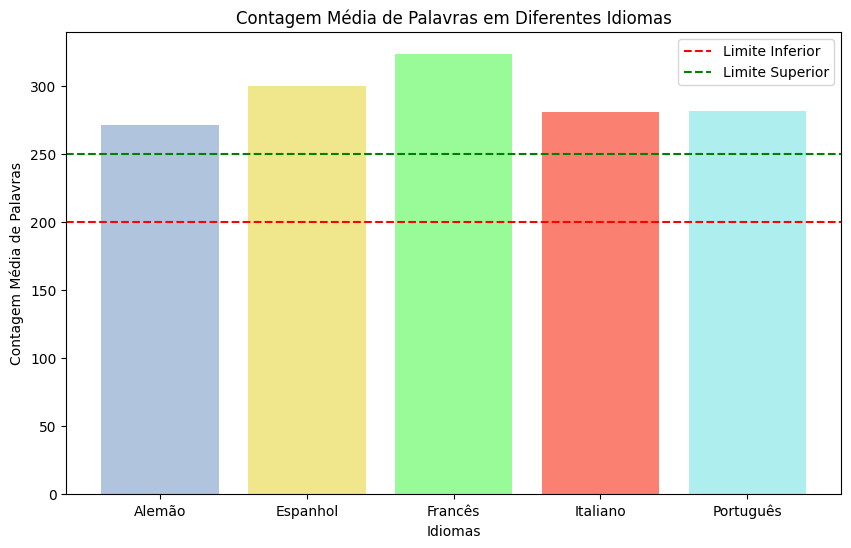 Contagem Média de Palavras em Diferentes Idiomas
Limite Inferior
Limite Superior
300
250
200
150
100
50
0
Contagem Média de Palavras
Alemão
Espanhol
Francês
Italiano
Português
Idiomas